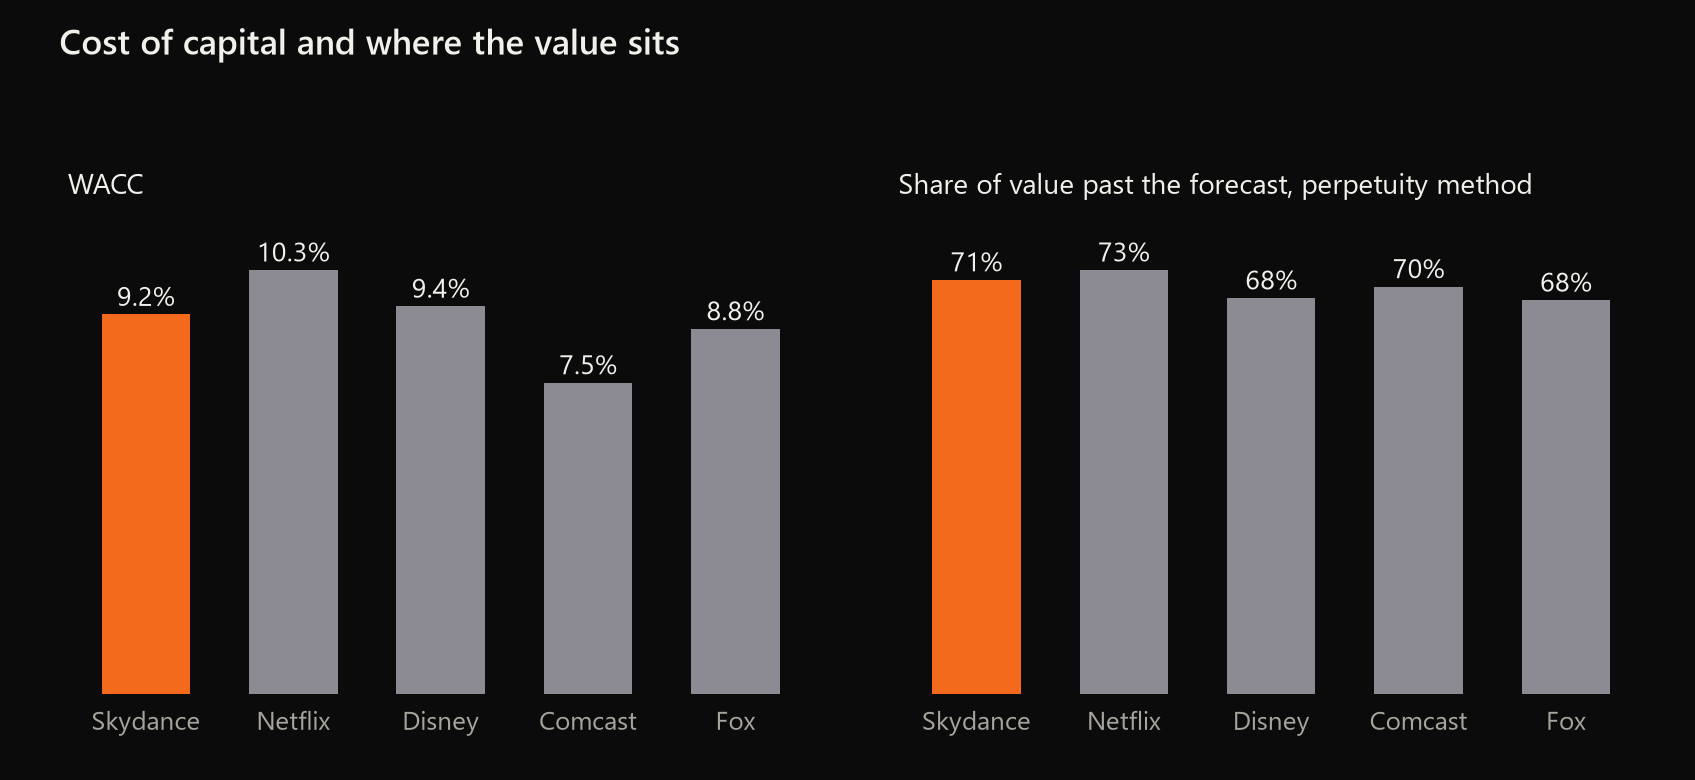 Cost of capital and where the value sits
WACC
9.2%
10.3%
9.4%
7.5%
8.8%
Skydance
Netflix
Disney
Comcast
Fox
Share of value past the forecast, perpetuity method
71%
73%
68%
70%
68%
Skydance
Netflix
Disney
Comcast
Fox